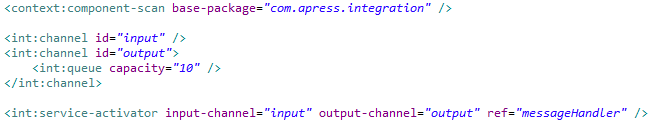 <context:component-scan base-package="com.apress.integration" />
<int:channel id="input" />
<int:channel id="output">
<int:queue capacity="10" />
</int:channel>
<int:service-activator input-channel="input" output-channel="output" ref="messageHandler" />